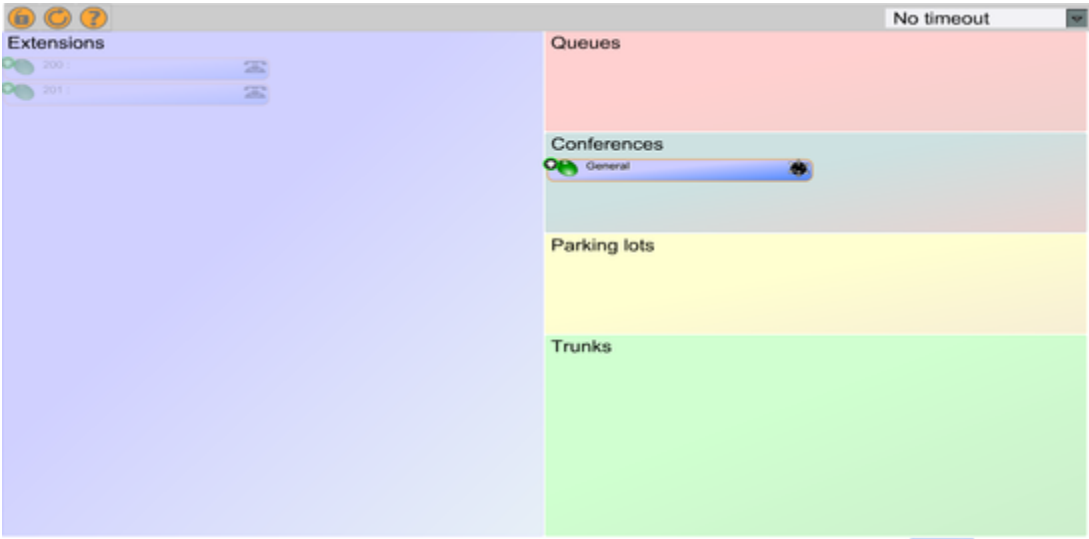 No timeout
Extensions
200 :
201 :
Queues
Conferences
General
Parking lots
Trunks